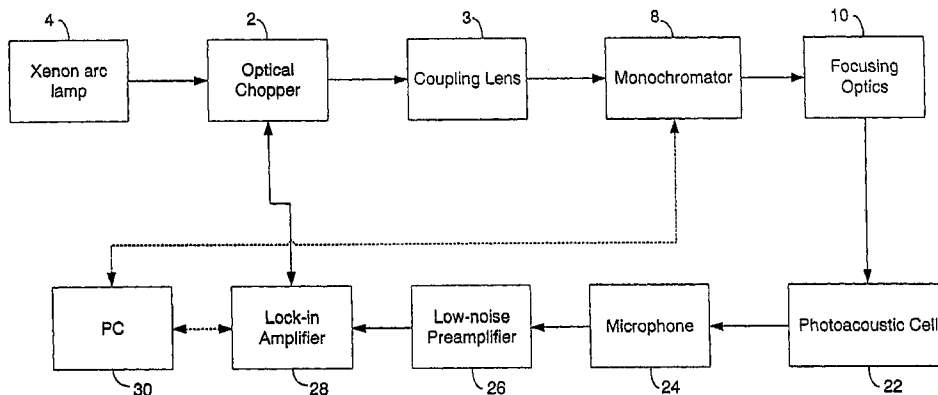 4
2
3
8
10
Xenon arc
lamp
Optical
Chopper
Coupling Lens
Monochromator
Focusing
Optics
PC
Lock-in
Amplifier
Low-noise
Preamplifier
Microphone
Photoacoustic Cell
30
28
26
24
22